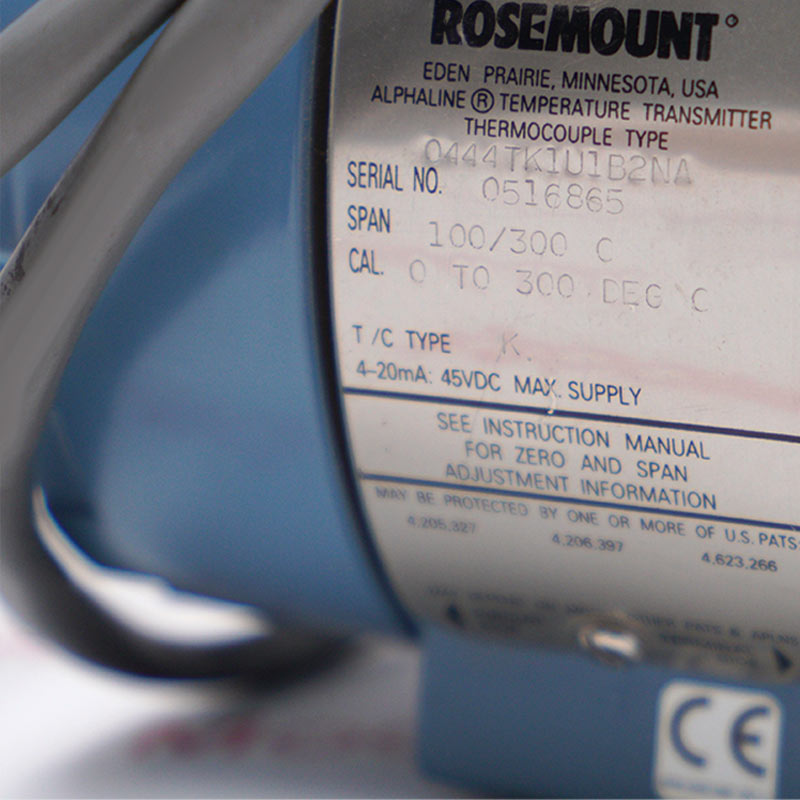 ROSEMOUNT®
EDEN PRAIRIE, MINNESOTA, USA
ALPHALINE ® TEMPERATURE TRANSMITTER
THERMOCOUPLE TYPE
0444TK1U1B2NA
SERIAL NO. 0516865
SPAN 100/300 C
CAL. 0 TO 300 DEG C
T/C TYPE K.
4-20mA: 45VDC MAX. SUPPLY
SEE INSTRUCTION MANUAL
FOR ZERO AND SPAN
ADJUSTMENT INFORMATION
MAY BE PROTECTED BY ONE OR MORE OF U.S. PATS:
4,205,327 4,206,397 4,623,266
CE